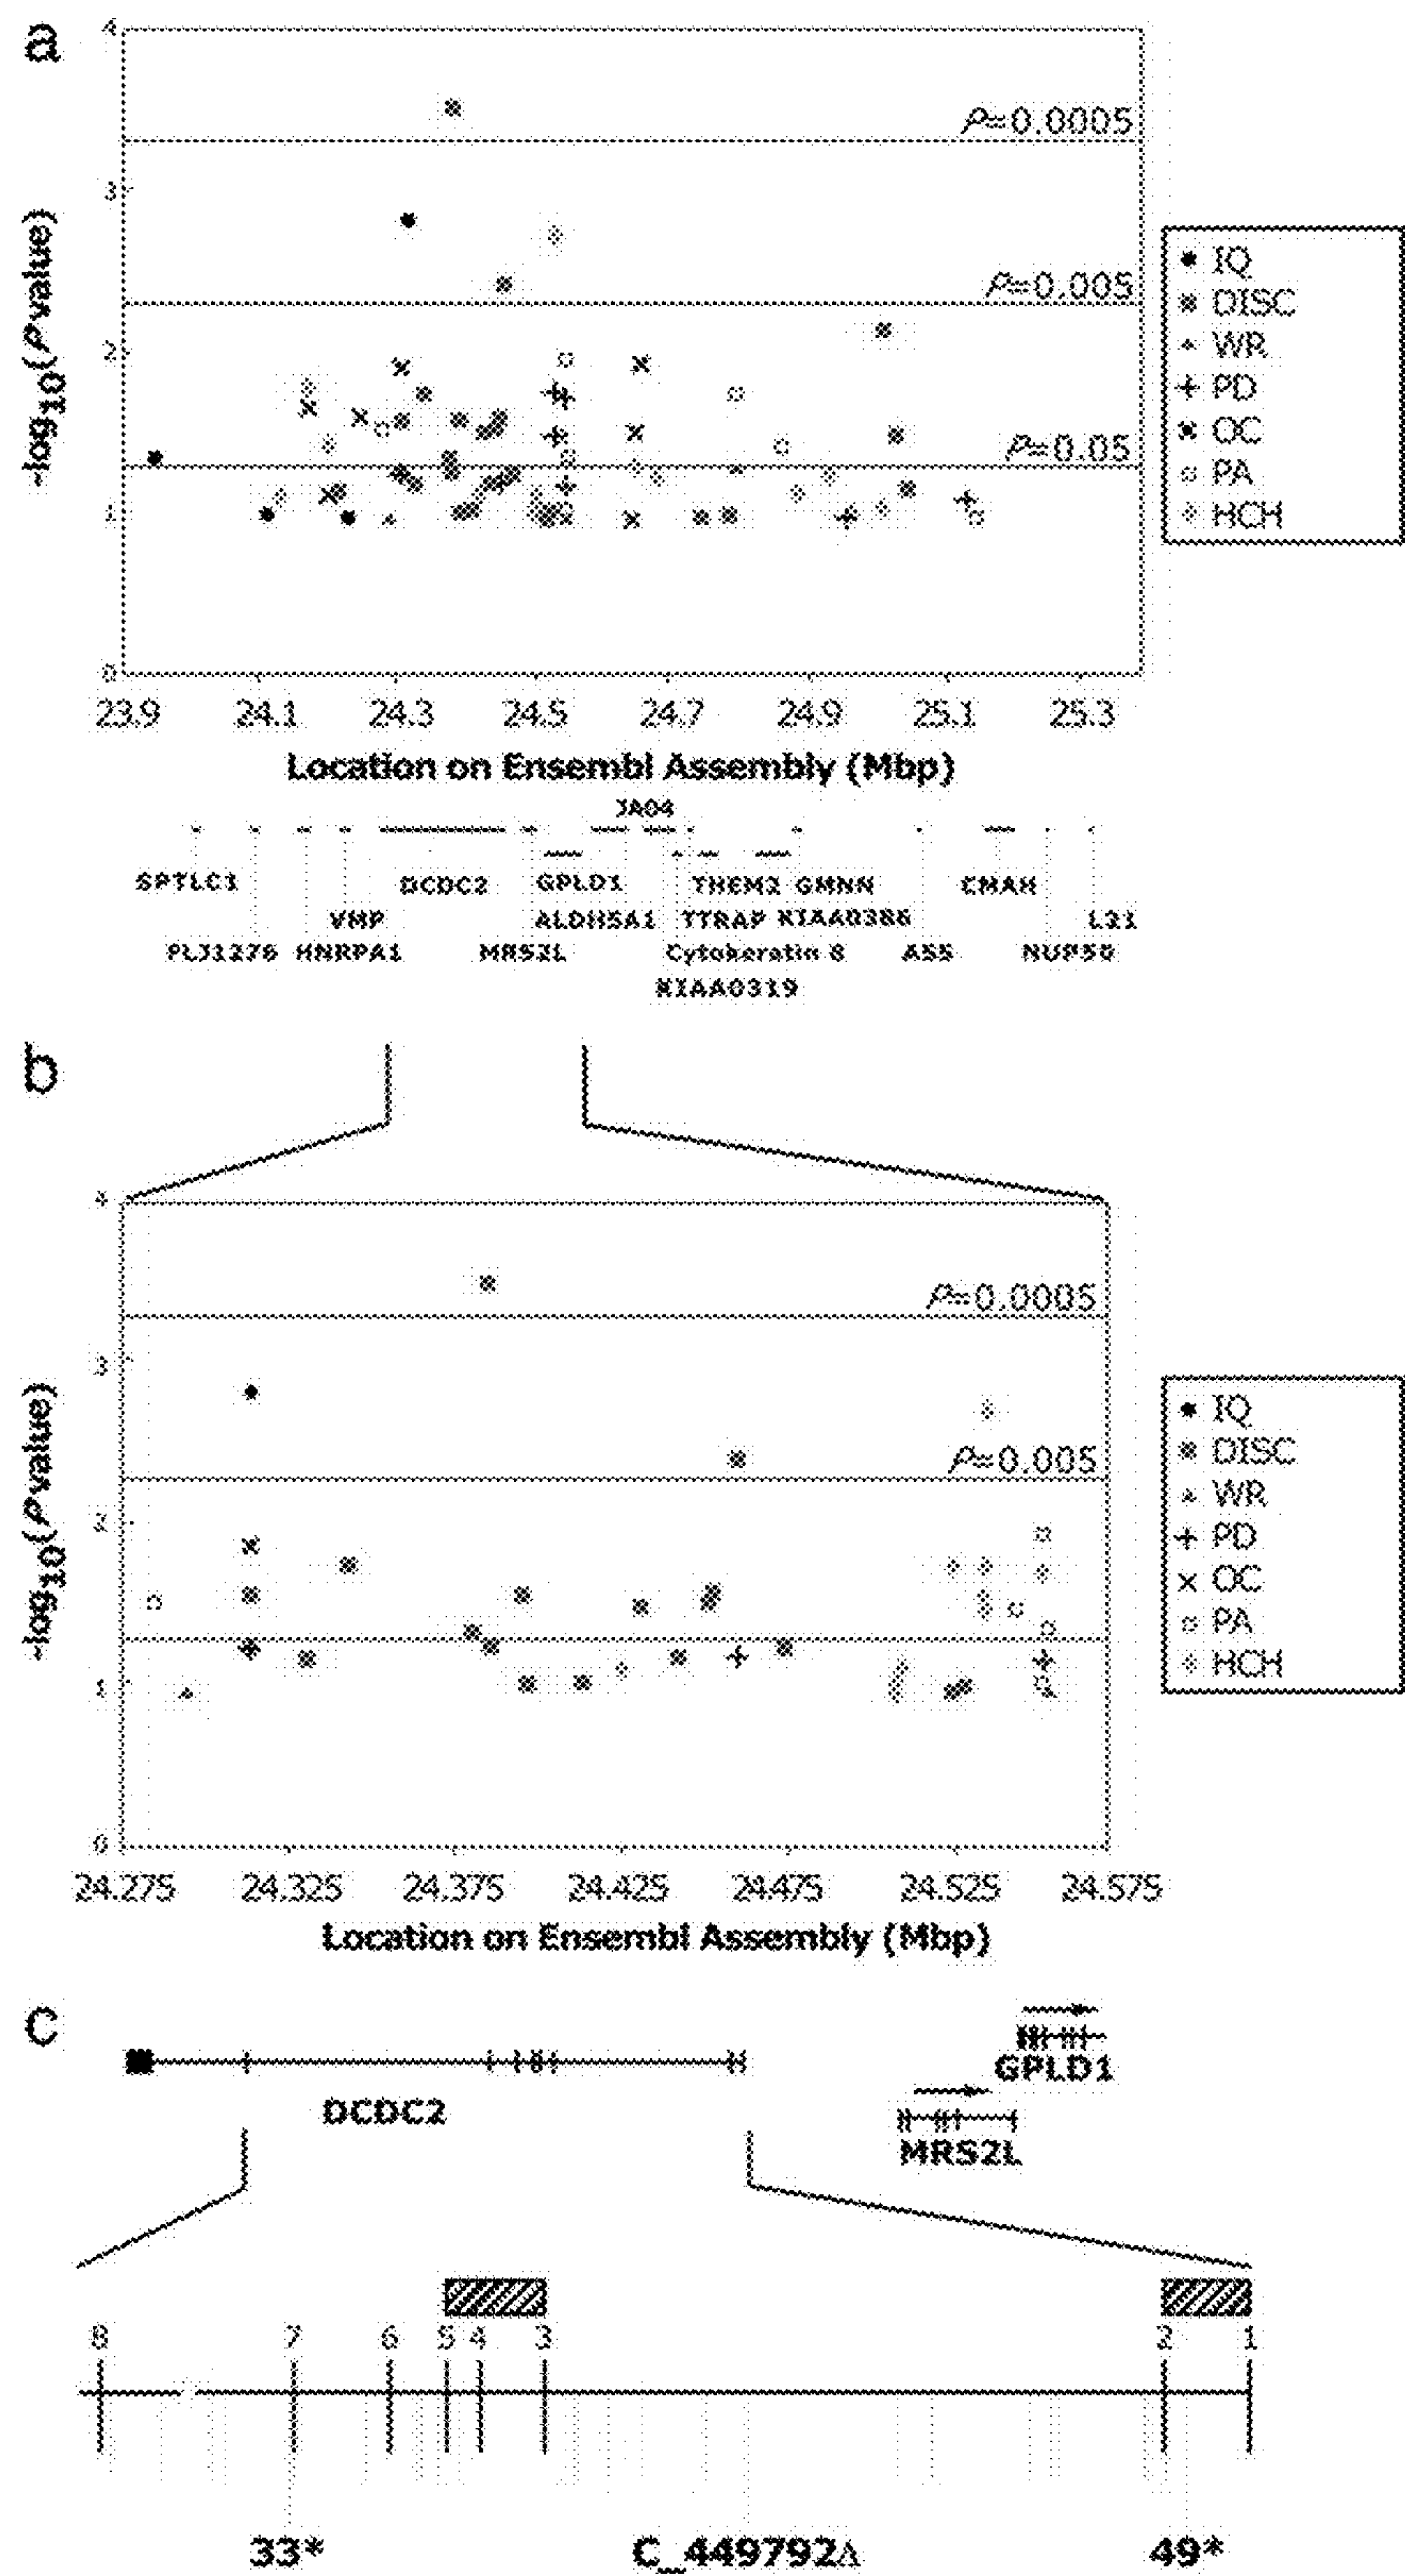 a
4
P=0.0005
3
P=0.005
2
P=0.05
1
0
-log10(P value)
IQ
DISC
WR
PD
OC
PA
HCH
23.9 24.1 24.3 24.5 24.7 24.9 25.1 25.3
Location on Ensembl Assembly (Mbp)
JA04
SPTLC1 DCDC2 GPLD1 THEM2 GMNN CMAH
VMP ALDH5A1 TTRAP KIAA0386 L21
PLJ1276 HNRPA1 MRS2L Cytokeratin 8 ASS NUP50
KIAA0319
b
4
P=0.0005
3
P=0.005
2
1
0
-log10(P value)
IQ
DISC
WR
PD
OC
PA
HCH
24.275 24.325 24.375 24.425 24.475 24.525 24.575
Location on Ensembl Assembly (Mbp)
c
GPLD1
DCDC2
MRS2L
8 7 6 5 4 3 2 1
33* C_449792Δ 49*